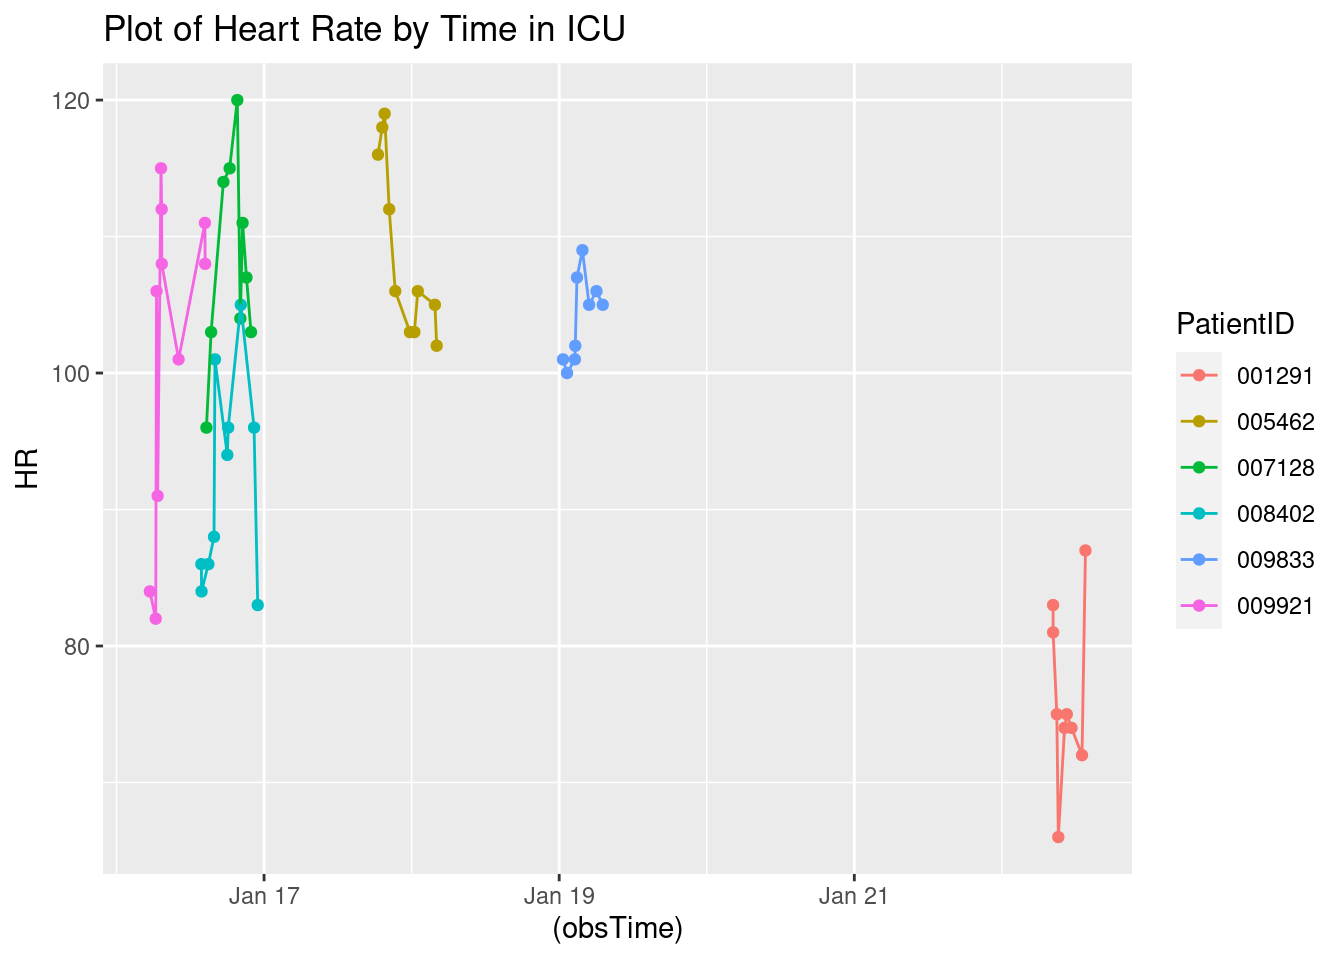 Plot of Heart Rate by Time in ICU
120
100
80
HR
Jan 17
Jan 19
Jan 21
(obsTime)
PatientID
001291
005462
007128
008402
009833
009921